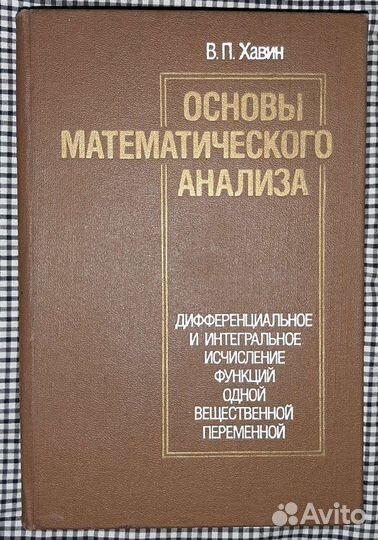 В. П. Хавин
ОСНОВЫ
МАТЕМАТИЧЕСКОГО
АНАЛИЗА
ДИФФЕРЕНЦИАЛЬНОЕ
И ИНТЕГРАЛЬНОЕ
ИСЧИСЛЕНИЕ
ФУНКЦИЙ
ОДНОЙ
ВЕЩЕСТВЕННОЙ
ПЕРЕМЕННОЙ
Avito